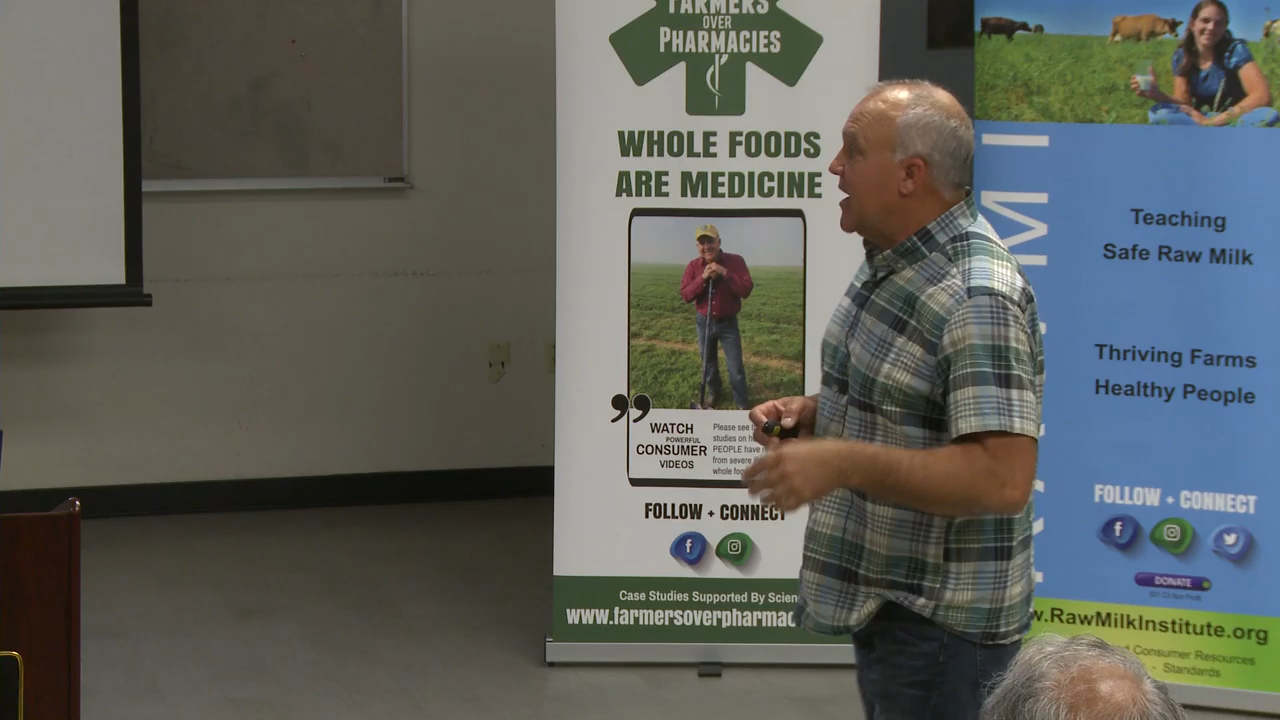 FARMERS
OVER
PHARMACIES
WHOLE FOODS
ARE MEDICINE
WATCH
POWERFUL
CONSUMER
VIDEOS
Please see
studies on
PEOPLE have
from severe
whole
FOLLOW + CONNECT
Case Studies Supported By
www.farmersoverpharmac
Teaching
Safe Raw Milk
Thriving Farms
Healthy People
FOLLOW + CONNECT
DONATE
www.RawMilkInstitute.org
Consumer Resources
- Standards